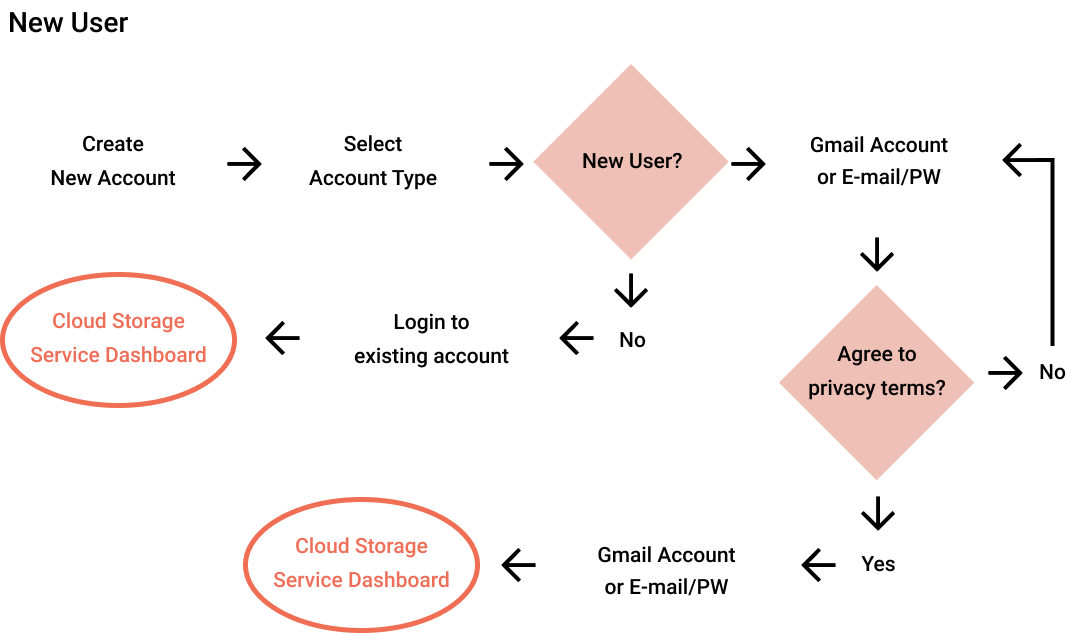 New User
Create
New Account
Select
Account Type
New User?
Gmail Account
or E-mail/PW
Cloud Storage
Service Dashboard
Login to
existing account
No
Agree to
privacy terms?
No
Cloud Storage
Service Dashboard
Gmail Account
or E-mail/PW
Yes